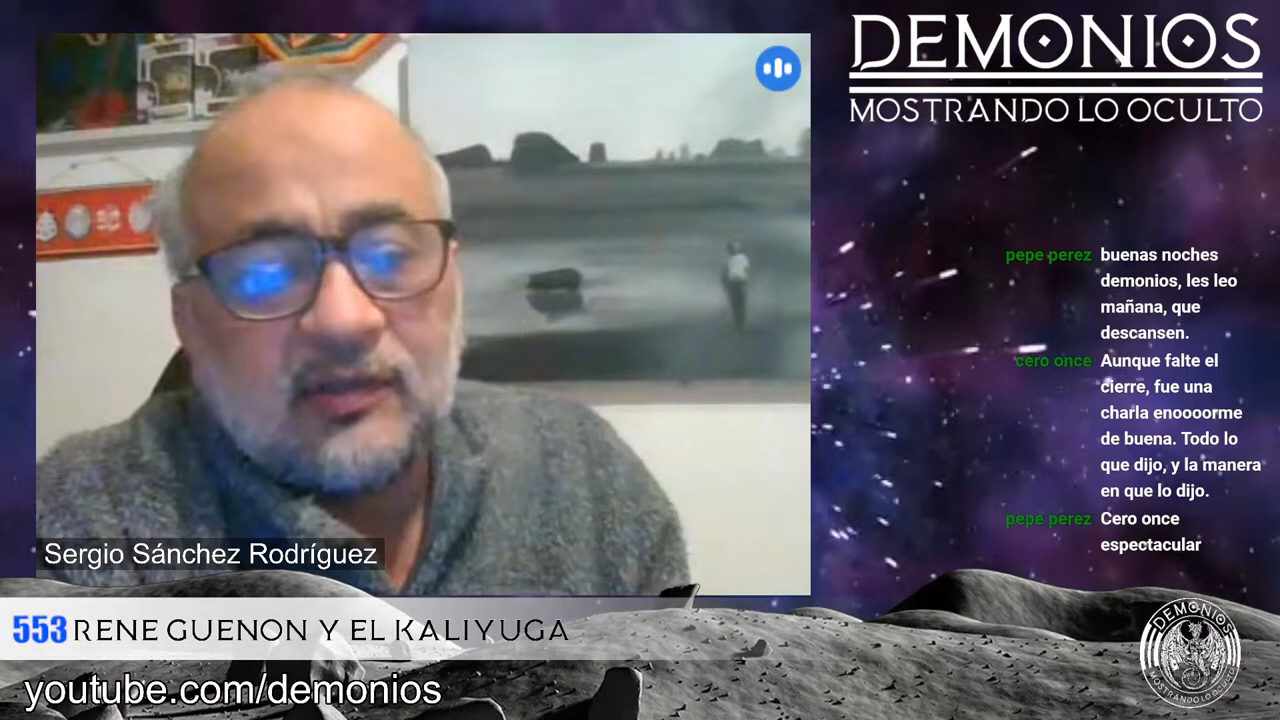 DEMONIOS
MOSTRANDO LO OCULTO
pepe perez buenas noches
demonios, les leo
mañana, que
descansen.
cero once Aunque falte el
cierre, fue una
charla enoooorme
de buena. Todo lo
que dijo, y la manera
en que lo dijo.
pepe perez Cero once
espectacular
Sergio Sánchez Rodríguez
553 RENE GUENON Y EL KALIYUGA
youtube.com/demonios
DEMONIOS
MOSTRANDO LO OCULTO